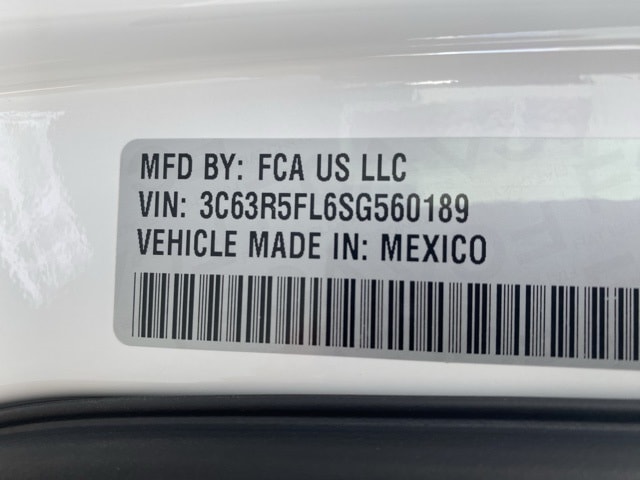 MFD BY: FCA US LLC
VIN: 3C63R5FL6SG560189
VEHICLE MADE IN: MEXICO